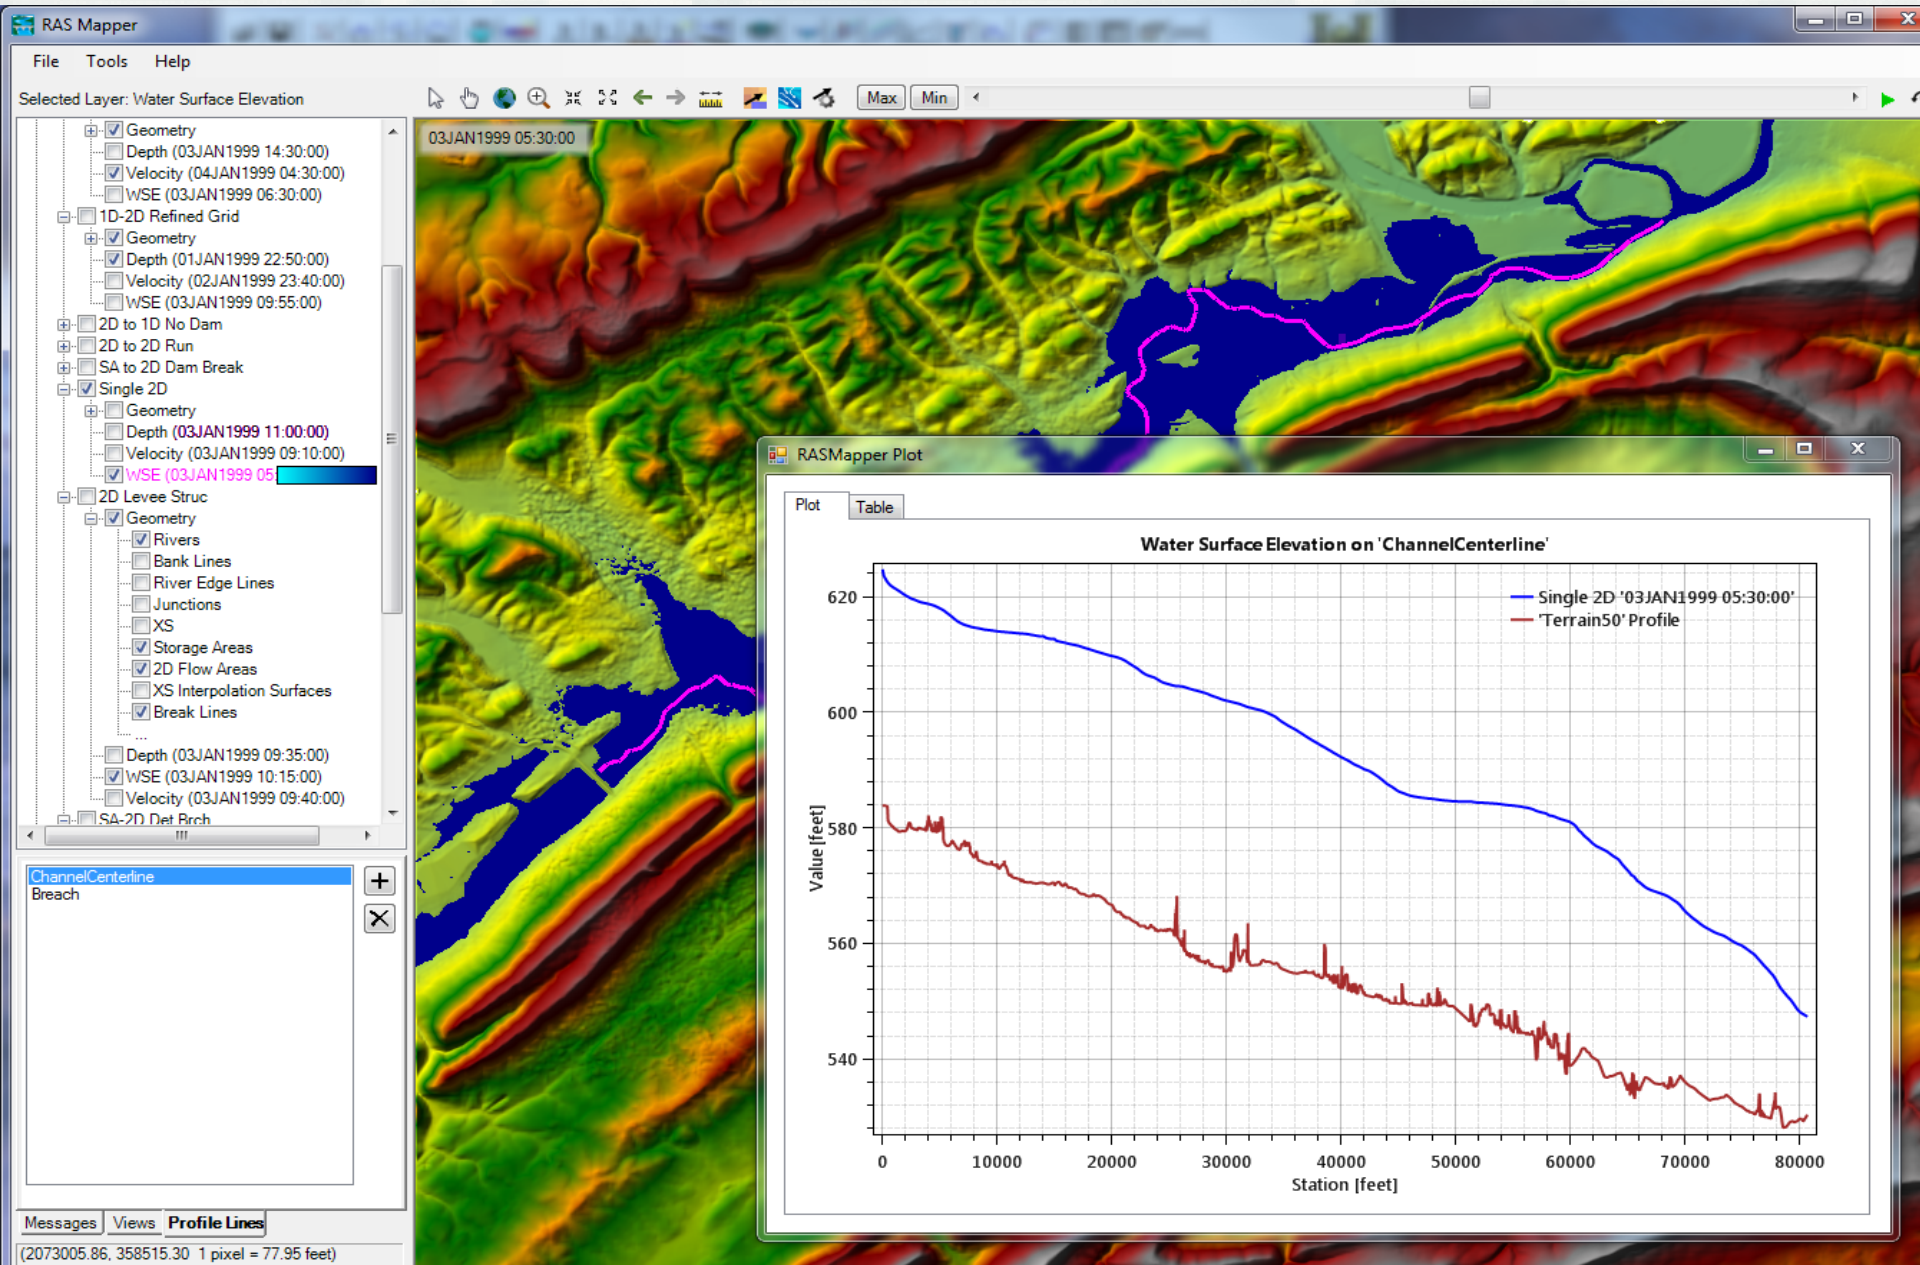 RAS Mapper
File Tools Help
Selected Layer: Water Surface Elevation
Max Min
Geometry
Depth (03JAN1999 14:30:00)
Velocity (04JAN1999 04:30:00)
WSE (03JAN1999 06:30:00)
1D-2D Refined Grid
Geometry
Depth (01JAN1999 22:50:00)
Velocity (02JAN1999 23:40:00)
WSE (03JAN1999 09:55:00)
2D to 1D No Dam
2D to 2D Run
SA to 2D Dam Break
Single 2D
Geometry
Depth (03JAN1999 11:00:00)
Velocity (03JAN1999 09:10:00)
WSE (03JAN1999 05:
2D Levee Struc
Geometry
Rivers
Bank Lines
River Edge Lines
Junctions
XS
Storage Areas
2D Flow Areas
XS Interpolation Surfaces
Break Lines
...
Depth (03JAN1999 09:35:00)
WSE (03JAN1999 10:15:00)
Velocity (03JAN1999 09:40:00)
SA-2D Det Brch
ChannelCenterline
Breach
Messages Views Profile Lines
(2073005.86, 358515.30 1 pixel = 77.95 feet)
03JAN1999 05:30:00
RASMapper Plot
Plot Table
Water Surface Elevation on 'ChannelCenterline'
Single 2D '03JAN1999 05:30:00'
'Terrain50' Profile
620
600
580
560
540
Value [feet]
0 10000 20000 30000 40000 50000 60000 70000 80000
Station [feet]